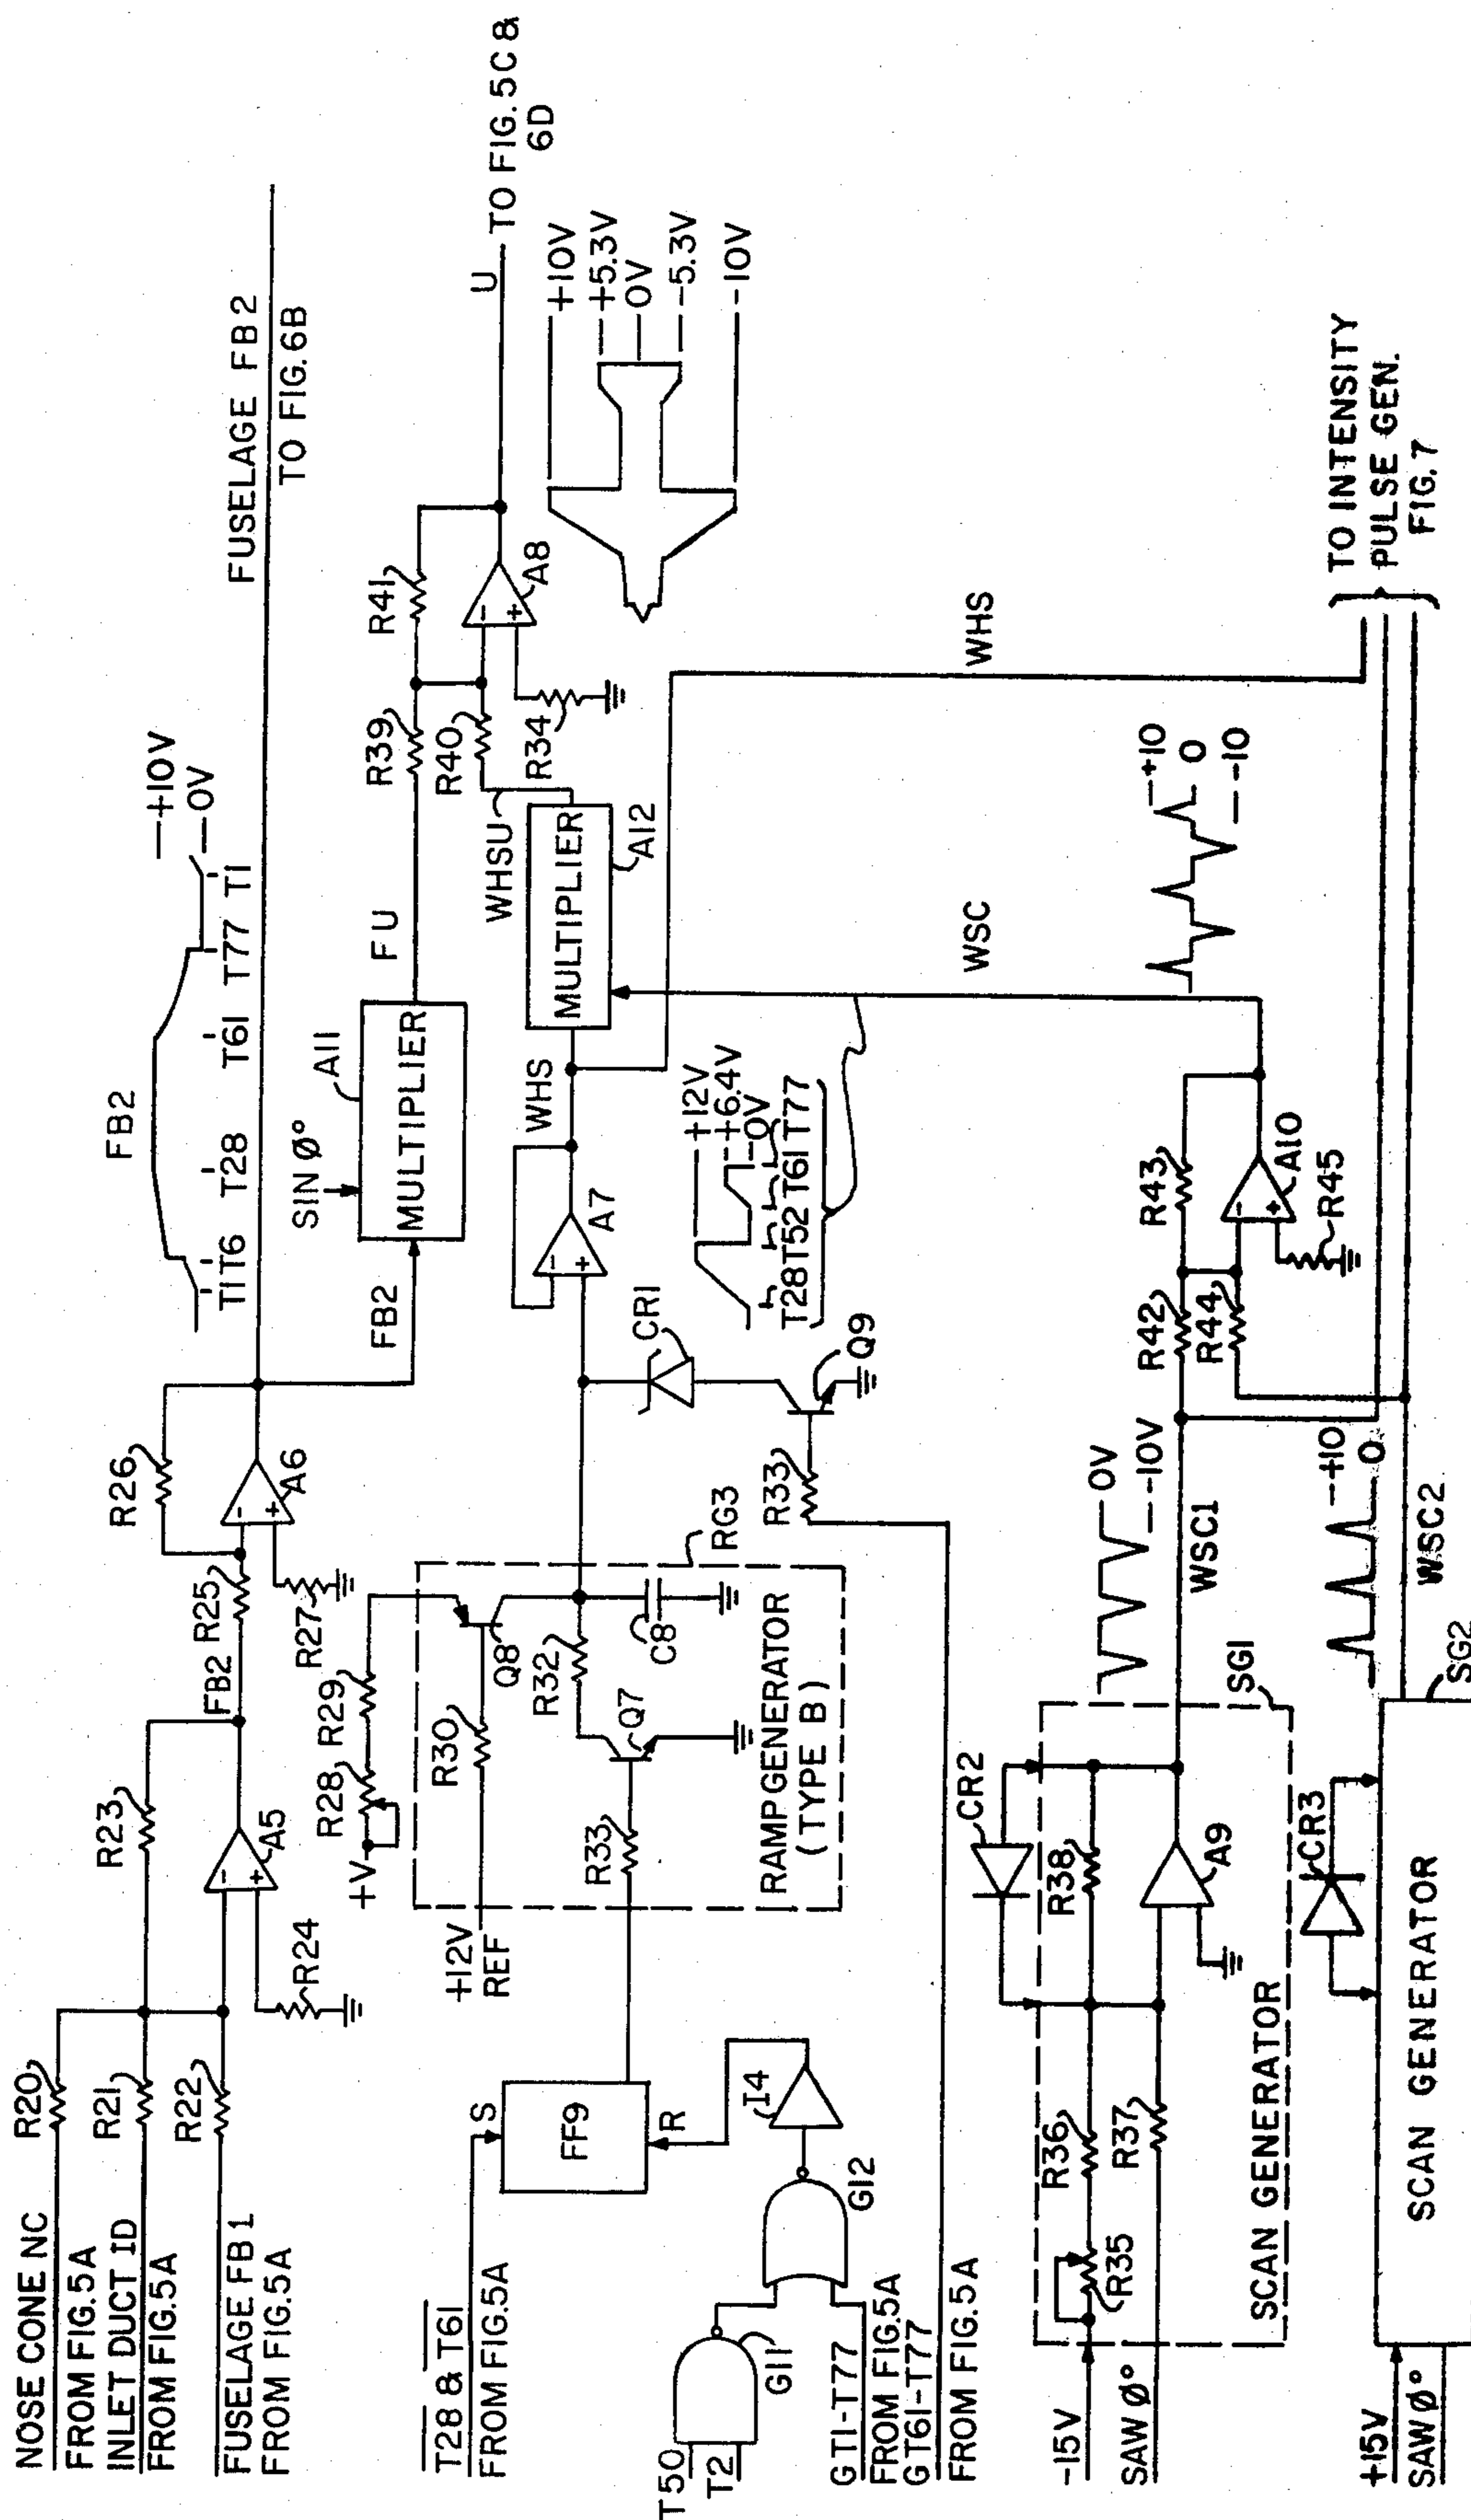 NOSE CONE NC
FROM FIG.5A
INLET DUCT ID
FROM FIG.5A
FUSELAGE FB1
FROM FIG.5A
R20
R21
R22
R23
R24
A5
FB2
R25
R26
R27
A6
FB2
T1 T6 T28 T61 T77 T1
+10V
0V
FUSELAGE FB2
TO FIG.6B
FB2
SIN Ø°
A11
MULTIPLIER
FU
R39
R41
R40
R34
A8
U
TO FIG.5C &
6D
+10V
+5.3V
0V
-5.3V
-10V
T28 & T61
FROM FIG.5A
S
FF9
R
I4
T50
T2
G11
G12
GT1-T77
FROM FIG.5A
GT61-T77
FROM FIG.5A
+V
R28
R29
+12V
REF
R30
Q8
R32
Q7
R33
C8
RAMP GENERATOR
(TYPE B)
RG3
R33
Q9
CR1
A7
WHS
WHSU
MULTIPLIER
A12
+12V
+6.4V
0V
T28 T52 T61 T77
WHS
WSC
+10
0
-10
-15V
SAW Ø°
R35
R36
R37
SCAN GENERATOR
CR2
R38
A9
SG1
0V
-10V
WSC1
R42
R44
R43
A10
R45
TO INTENSITY
PULSE GEN.
FIG.7
+15V
SAW Ø°
SCAN GENERATOR
CR3
SG2
+10
0
WSC2